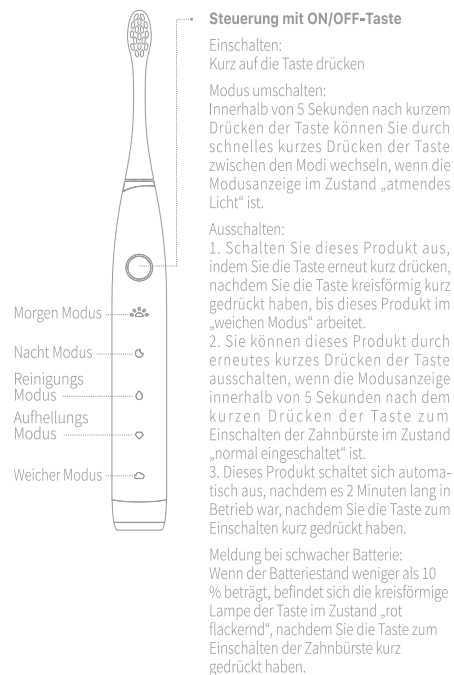 Steuerung mit ON/OFF-Taste
Einschalten:
Kurz auf die Taste drücken
Modus umschalten:
Innerhalb von 5 Sekunden nach kurzem
Drücken der Taste können Sie durch
schnelles kurzes Drücken der Taste
zwischen den Modi wechseln, wenn die
Modusanzeige im Zustand „atmendes
Licht“ ist.
Ausschalten:
1. Schalten Sie dieses Produkt aus,
indem Sie die Taste erneut kurz drücken,
nachdem Sie die Taste kreisförmig kurz
gedrückt haben, bis dieses Produkt im
„weichen Modus“ arbeitet.
2. Sie können dieses Produkt durch
erneutes kurzes Drücken der Taste
ausschalten, wenn die Modusanzeige
innerhalb von 5 Sekunden nach dem
kurzen Drücken der Taste zum
Einschalten der Zahnbürste im Zustand
„normal eingeschaltet“ ist.
3. Dieses Produkt schaltet sich automa-
tisch aus, nachdem es 2 Minuten lang in
Betrieb war, nachdem Sie die Taste zum
Einschalten kurz gedrückt haben.
Meldung bei schwacher Batterie:
Wenn der Batteriestand weniger als 10
% beträgt, befindet sich die kreisförmige
Lampe der Taste im Zustand „rot
flackernd“, nachdem Sie die Taste zum
Einschalten der Zahnbürste kurz
gedrückt haben.
Morgen Modus
Nacht Modus
Reinigungs
Modus
Aufhellungs
Modus
Weicher Modus